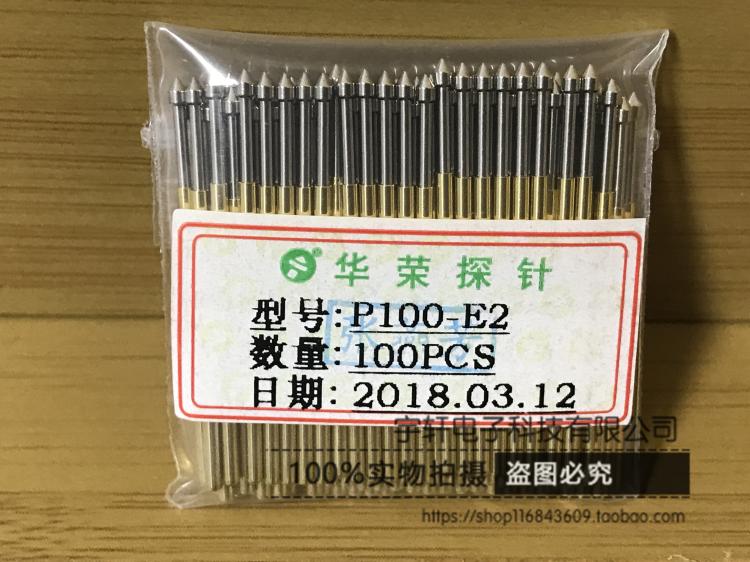 华荣探针
型号: P100-E2
数量: 100PCS
日期: 2018.03.12
宇轩电子科技有限公司
100%实物拍摄 盗图必究
https://shop116843609.taobao.com